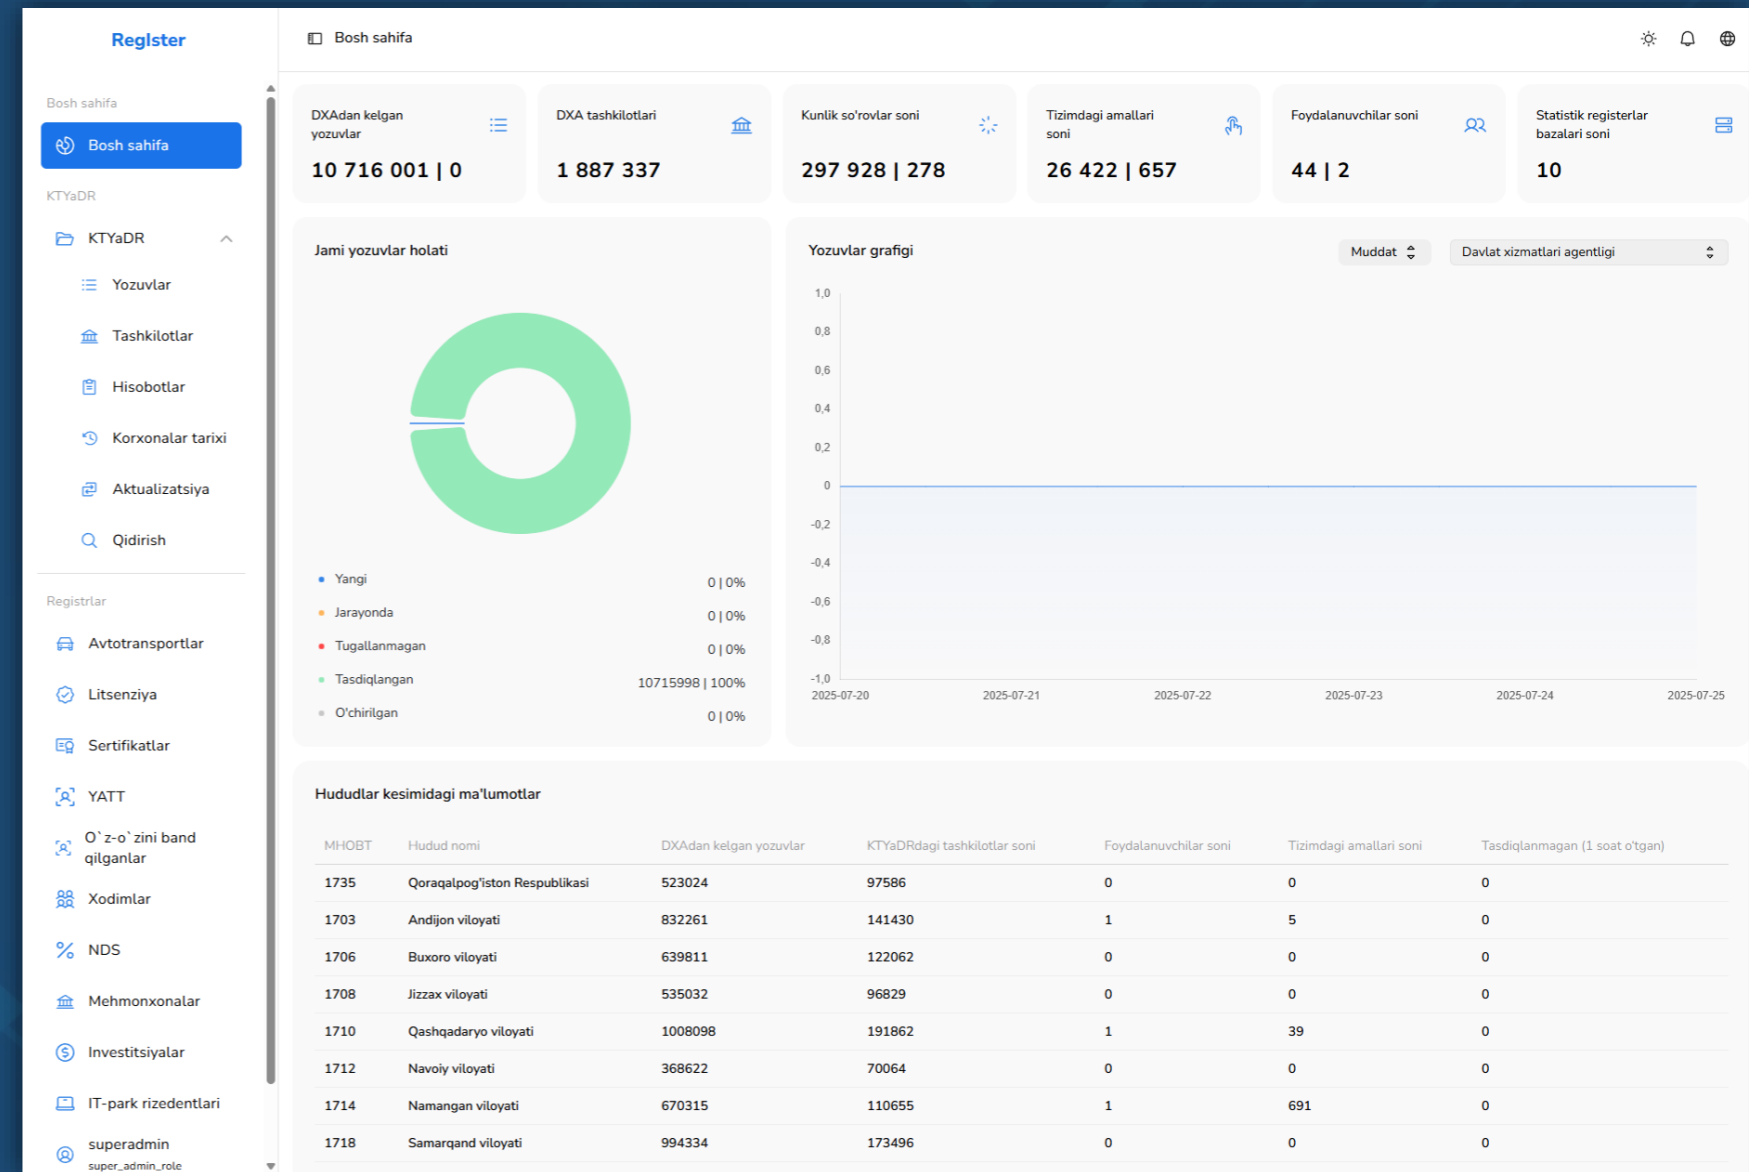 RegIster
Bosh sahifa
Bosh sahifa
KTYaDR
KTYaDR
Yozuvlar
Tashkilotlar
Hisobotlar
Korxonalar tarixi
Aktualizatsiya
Qidirish
Registrlar
Avtotransportlar
Litsenziya
Sertifikatlar
YATT
O`z-o`zini band
qilganlar
Xodimlar
NDS
Mehmonxonalar
Investitsiyalar
IT-park rizedentlari
superadmin
super_admin_role
Bosh sahifa
DXAdan kelgan
yozuvlar
10 716 001 | 0
DXA tashkilotlari
1 887 337
Kunlik so'rovlar soni
297 928 | 278
Tizimdagi amallari
soni
26 422 | 657
Foydalanuvchilar soni
44 | 2
Statistik registerlar
bazalari soni
10
Jami yozuvlar holati
Yangi 0 | 0%
Jarayonda 0 | 0%
Tugallanmagan 0 | 0%
Tasdiqlangan 10715998 | 100%
O'chirilgan 0 | 0%
Yozuvlar grafigi
Muddat
Davlat xizmatlari agentligi
1,0
0,8
0,6
0,4
0,2
0
-0,2
-0,4
-0,6
-0,8
-1,0
2025-07-20 2025-07-21 2025-07-22 2025-07-23 2025-07-24 2025-07-25
Hududlar kesimidagi ma'lumotlar
MHOBT Hudud nomi DXAdan kelgan yozuvlar KTYaDRdagi tashkilotlar soni Foydalanuvchilar soni Tizimdagi amallari soni Tasdiqlanmagan (1 soat o'tgan)
1735 Qoraqalpog'iston Respublikasi 523024 97586 0 0 0
1703 Andijon viloyati 832261 141430 1 5 0
1706 Buxoro viloyati 639811 122062 0 0 0
1708 Jizzax viloyati 535032 96829 0 0 0
1710 Qashqadaryo viloyati 1008098 191862 1 39 0
1712 Navoiy viloyati 368622 70064 0 0 0
1714 Namangan viloyati 670315 110655 1 691 0
1718 Samarqand viloyati 994334 173496 0 0 0